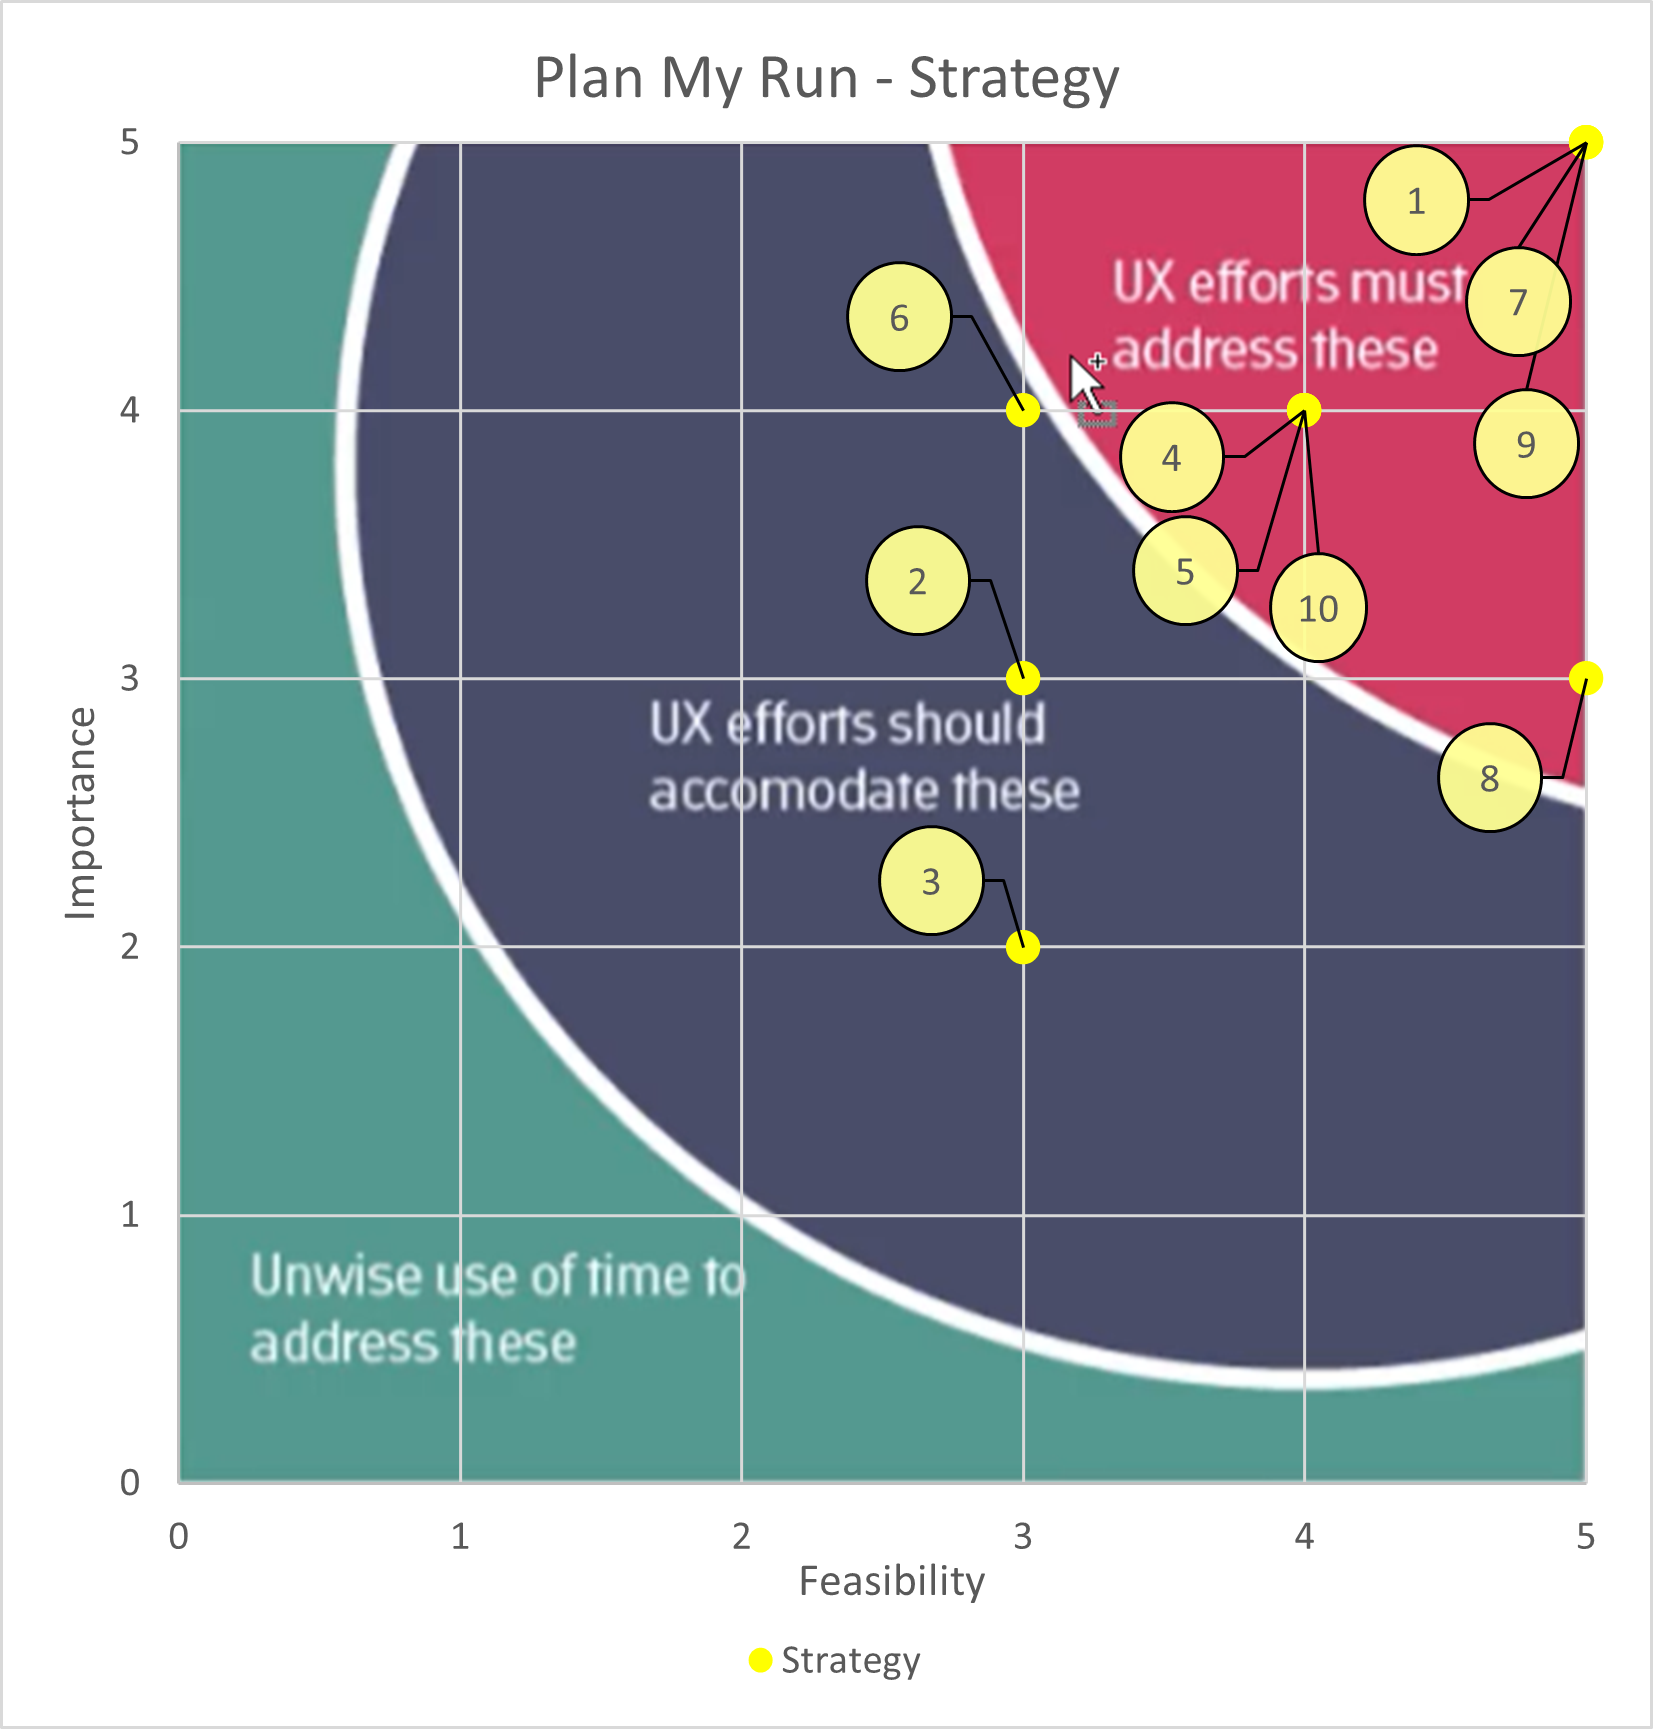 Plan My Run - Strategy
5
1
6
UX efforts must
7
address these
4
4
9
5
10
2
3
UX efforts should
8
accomodate these
3
2
1
Unwise use of time to
address these
0
0 1 2 3 4 5
Importance
Feasibility
Strategy